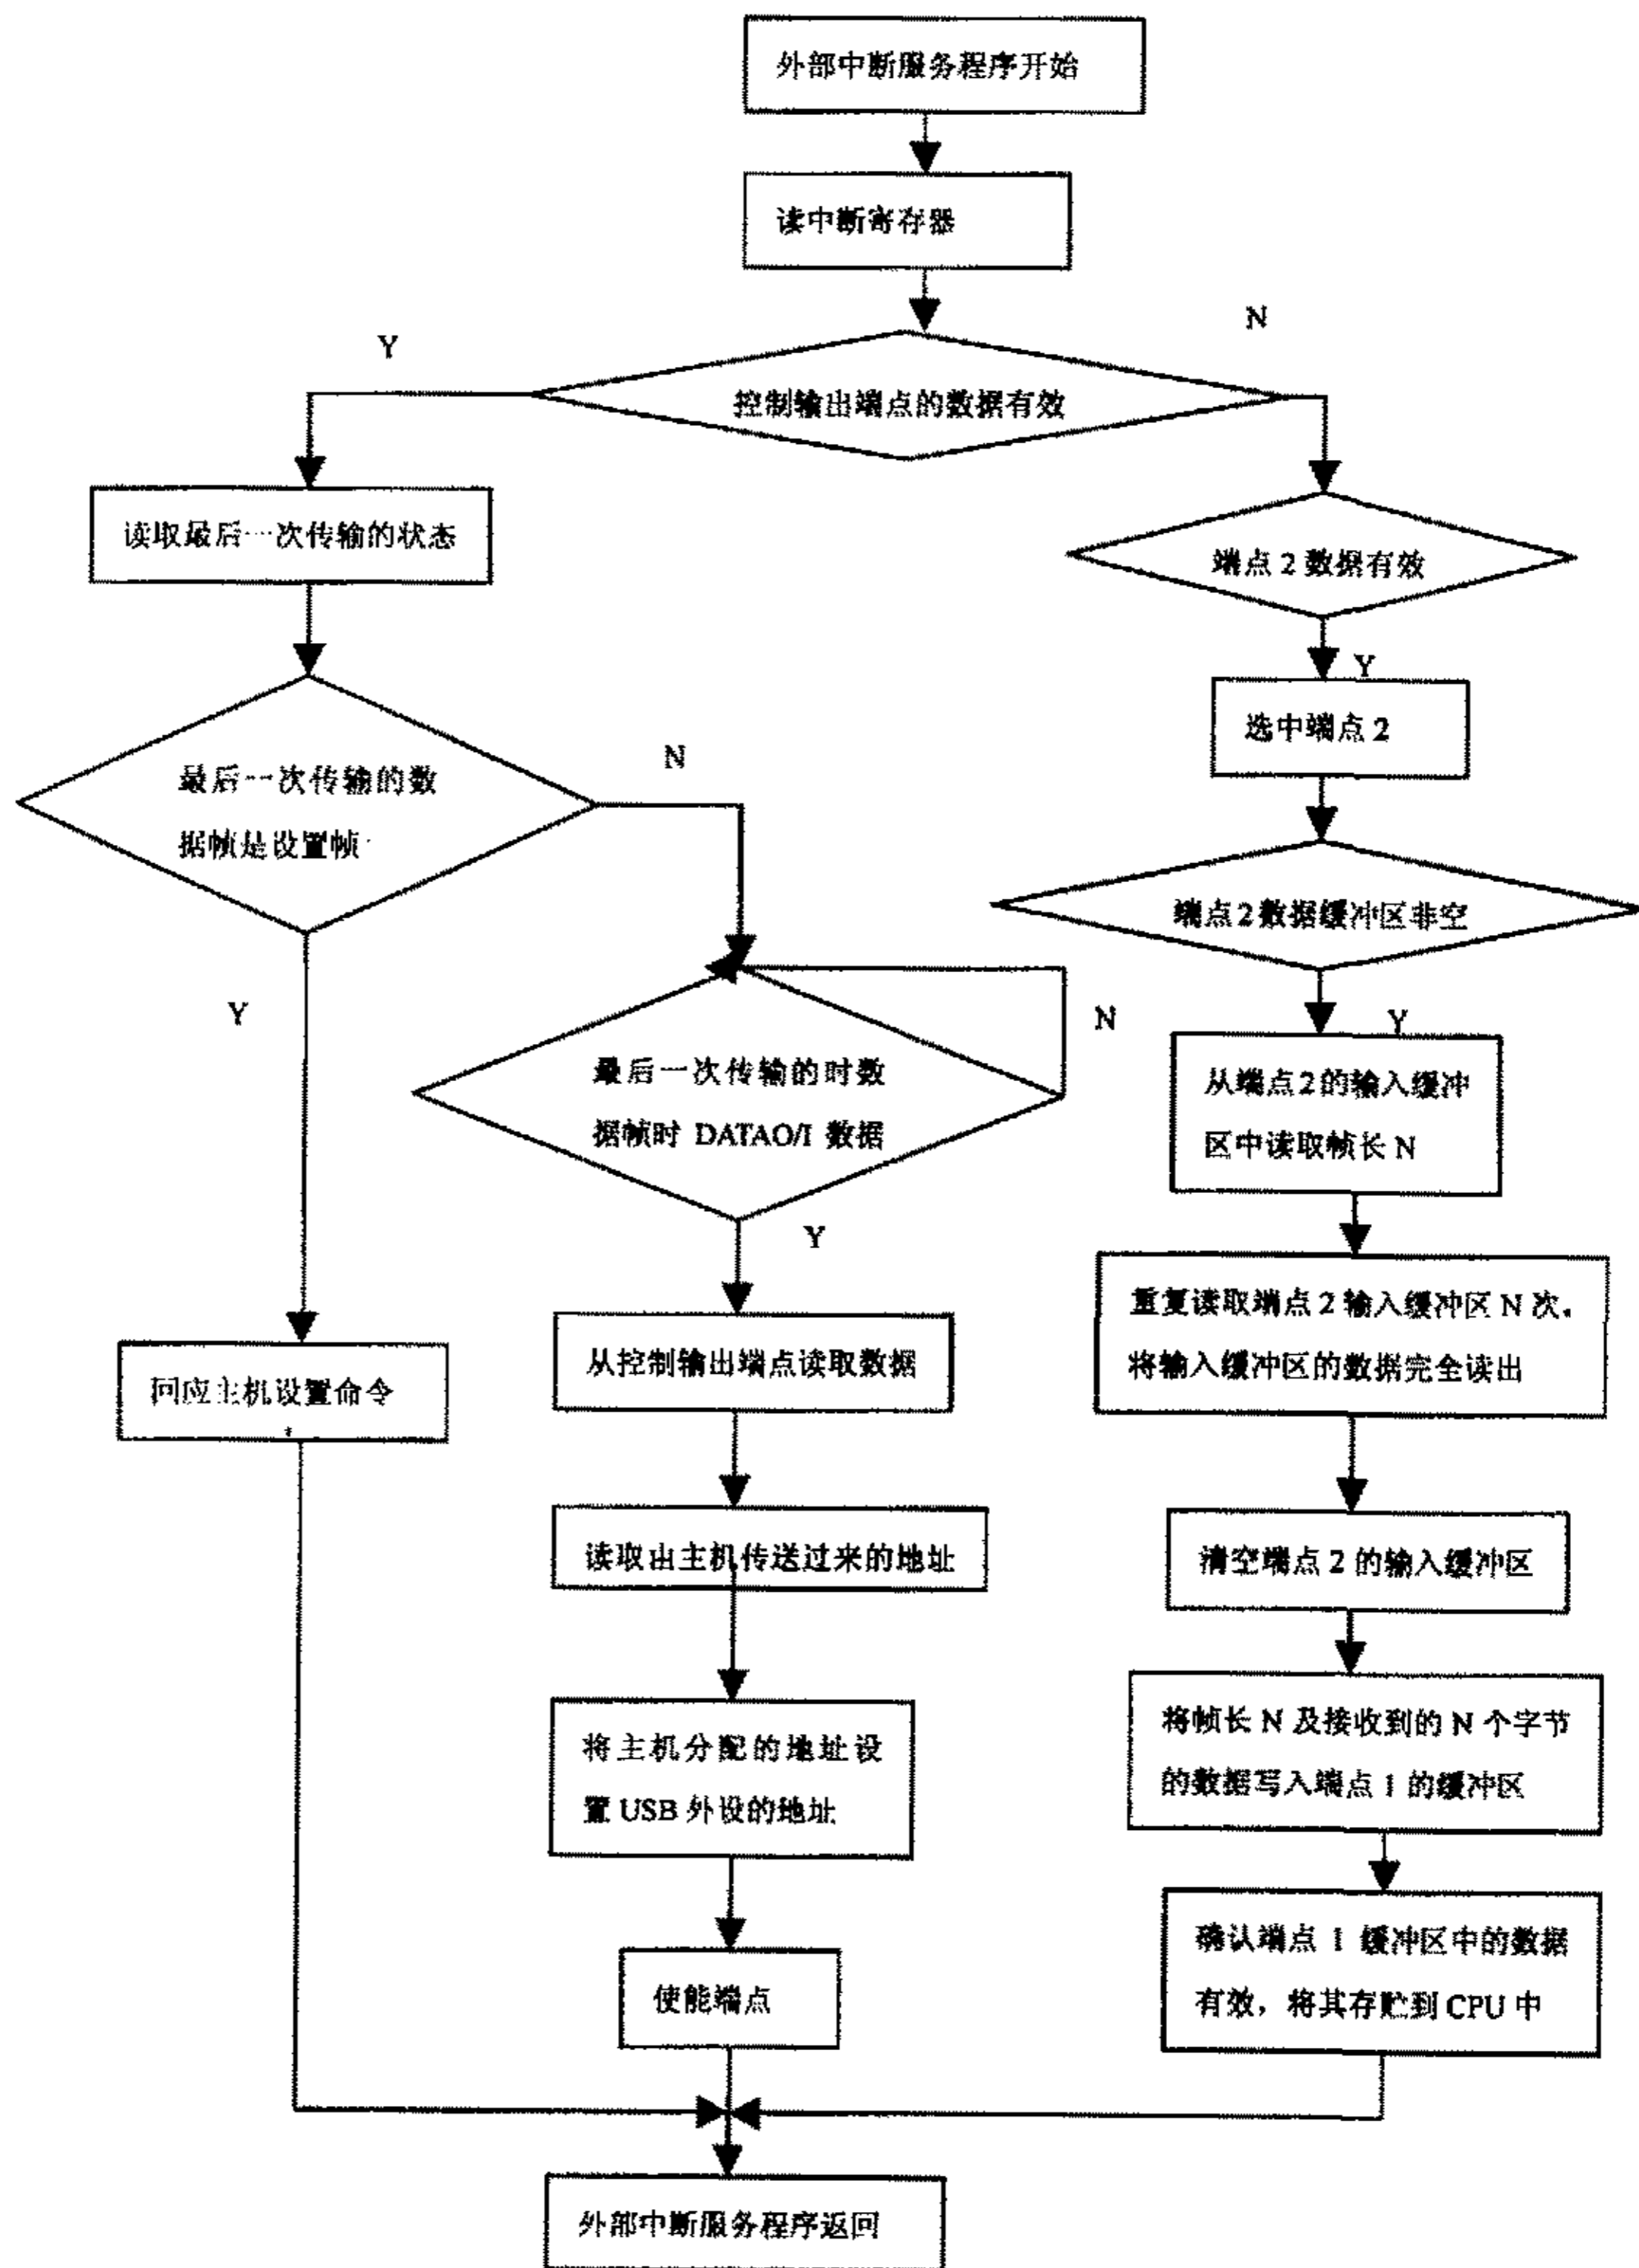 外部中断服务程序开始
读中断寄存器
Y
N
控制输出端点的数据有效
读取最后一次传输的状态
端点2数据有效
Y
选中端点2
最后一次传输的数
据帧是设置帧
N
Y
端点2数据缓冲区非空
Y
最后一次传输的时数
据帧时 DATAO/I 数据
N
Y
从端点2的输入缓冲
区中读取帧长N
重复读取端点2输入缓冲区N次,
将输入缓冲区的数据完全读出
从控制输出端点读取数据
回应主机设置命令
读取出主机传送过来的地址
清空端点2的输入缓冲区
将主机分配的地址设
置USB外设的地址
将帧长N及接收到的N个字节
的数据写入端点1的缓冲区
使能端点
确认端点1缓冲区中的数据
有效，将其存贮到CPU中
外部中断服务程序返回